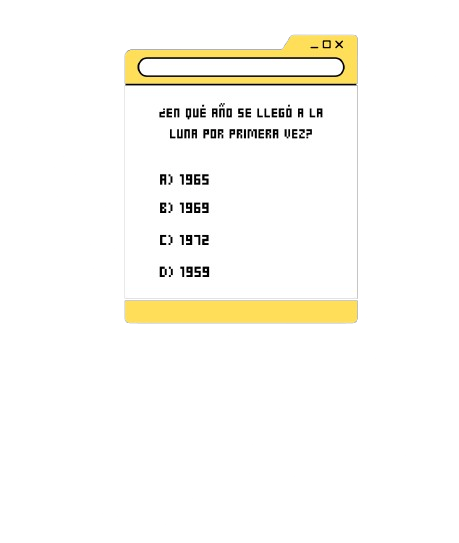 ¿EN QUÉ AÑO SE LLEGÓ A LA
LUNA POR PRIMERA VEZ?
A) 1965
B) 1969
C) 1972
D) 1959